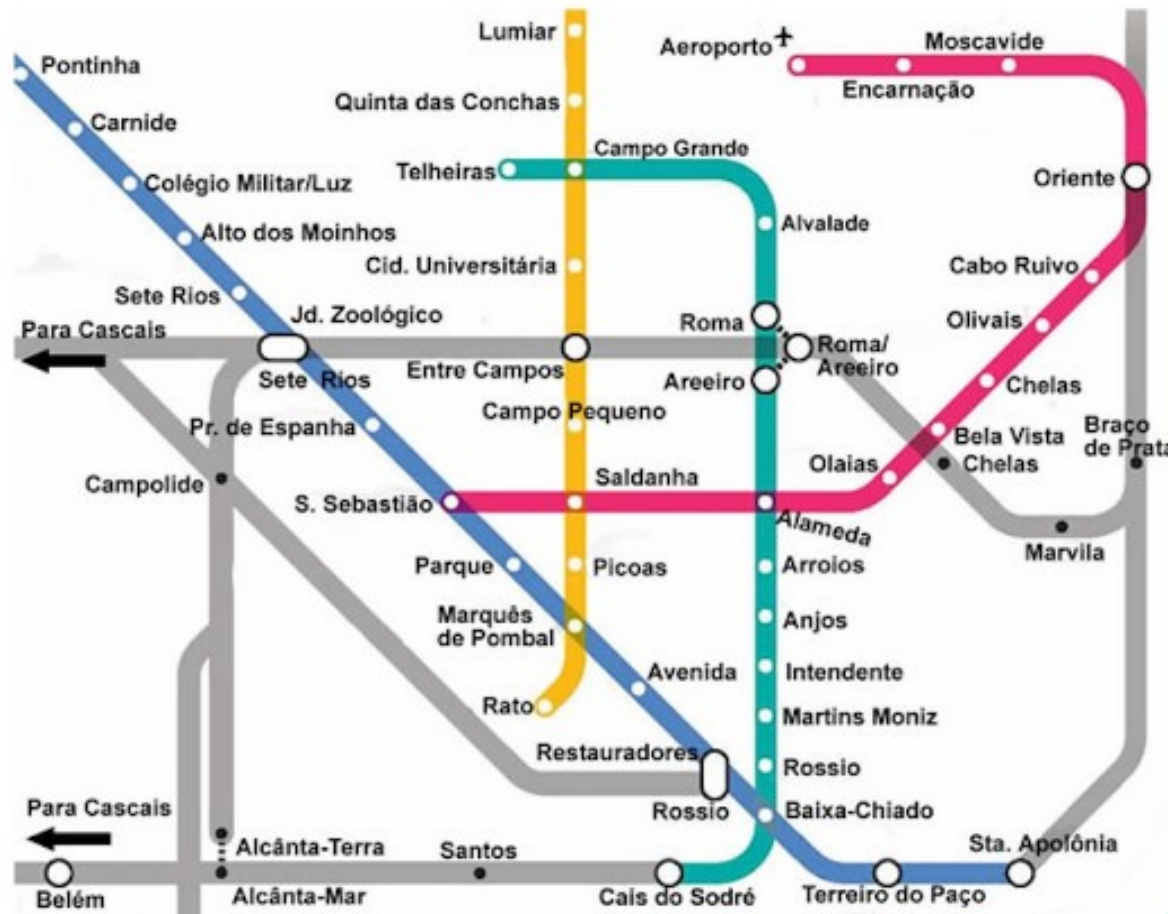 Lumiar
Aeroporto
Moscavide
Pontinha
Encarnação
Quinta das Conchas
Carnide
Campo Grande
Telheiras
Oriente
Colégio Militar/Luz
Alvalade
Alto dos Moinhos
Cid. Universitária
Cabo Ruivo
Sete Rios
Jd. Zoológico
Para Cascais
Roma
Roma/
Areeiro
Olivais
Sete Rios
Entre Campos
Areeiro
Chelas
Campo Pequeno
Pr. de Espanha
Bela Vista
Braço
de Prata
Olaias
Chelas
Campolide
Saldanha
S. Sebastião
Alameda
Marvila
Parque
Picoas
Arroios
Marquês
de Pombal
Anjos
Avenida
Intendente
Rato
Martins Moniz
Restauradores
Rossio
Rossio
Para Cascais
Baixa-Chiado
Alcânta-Terra
Santos
Sta. Apolônia
Belém
Alcânta-Mar
Cais do Sodré
Terreiro do Paço